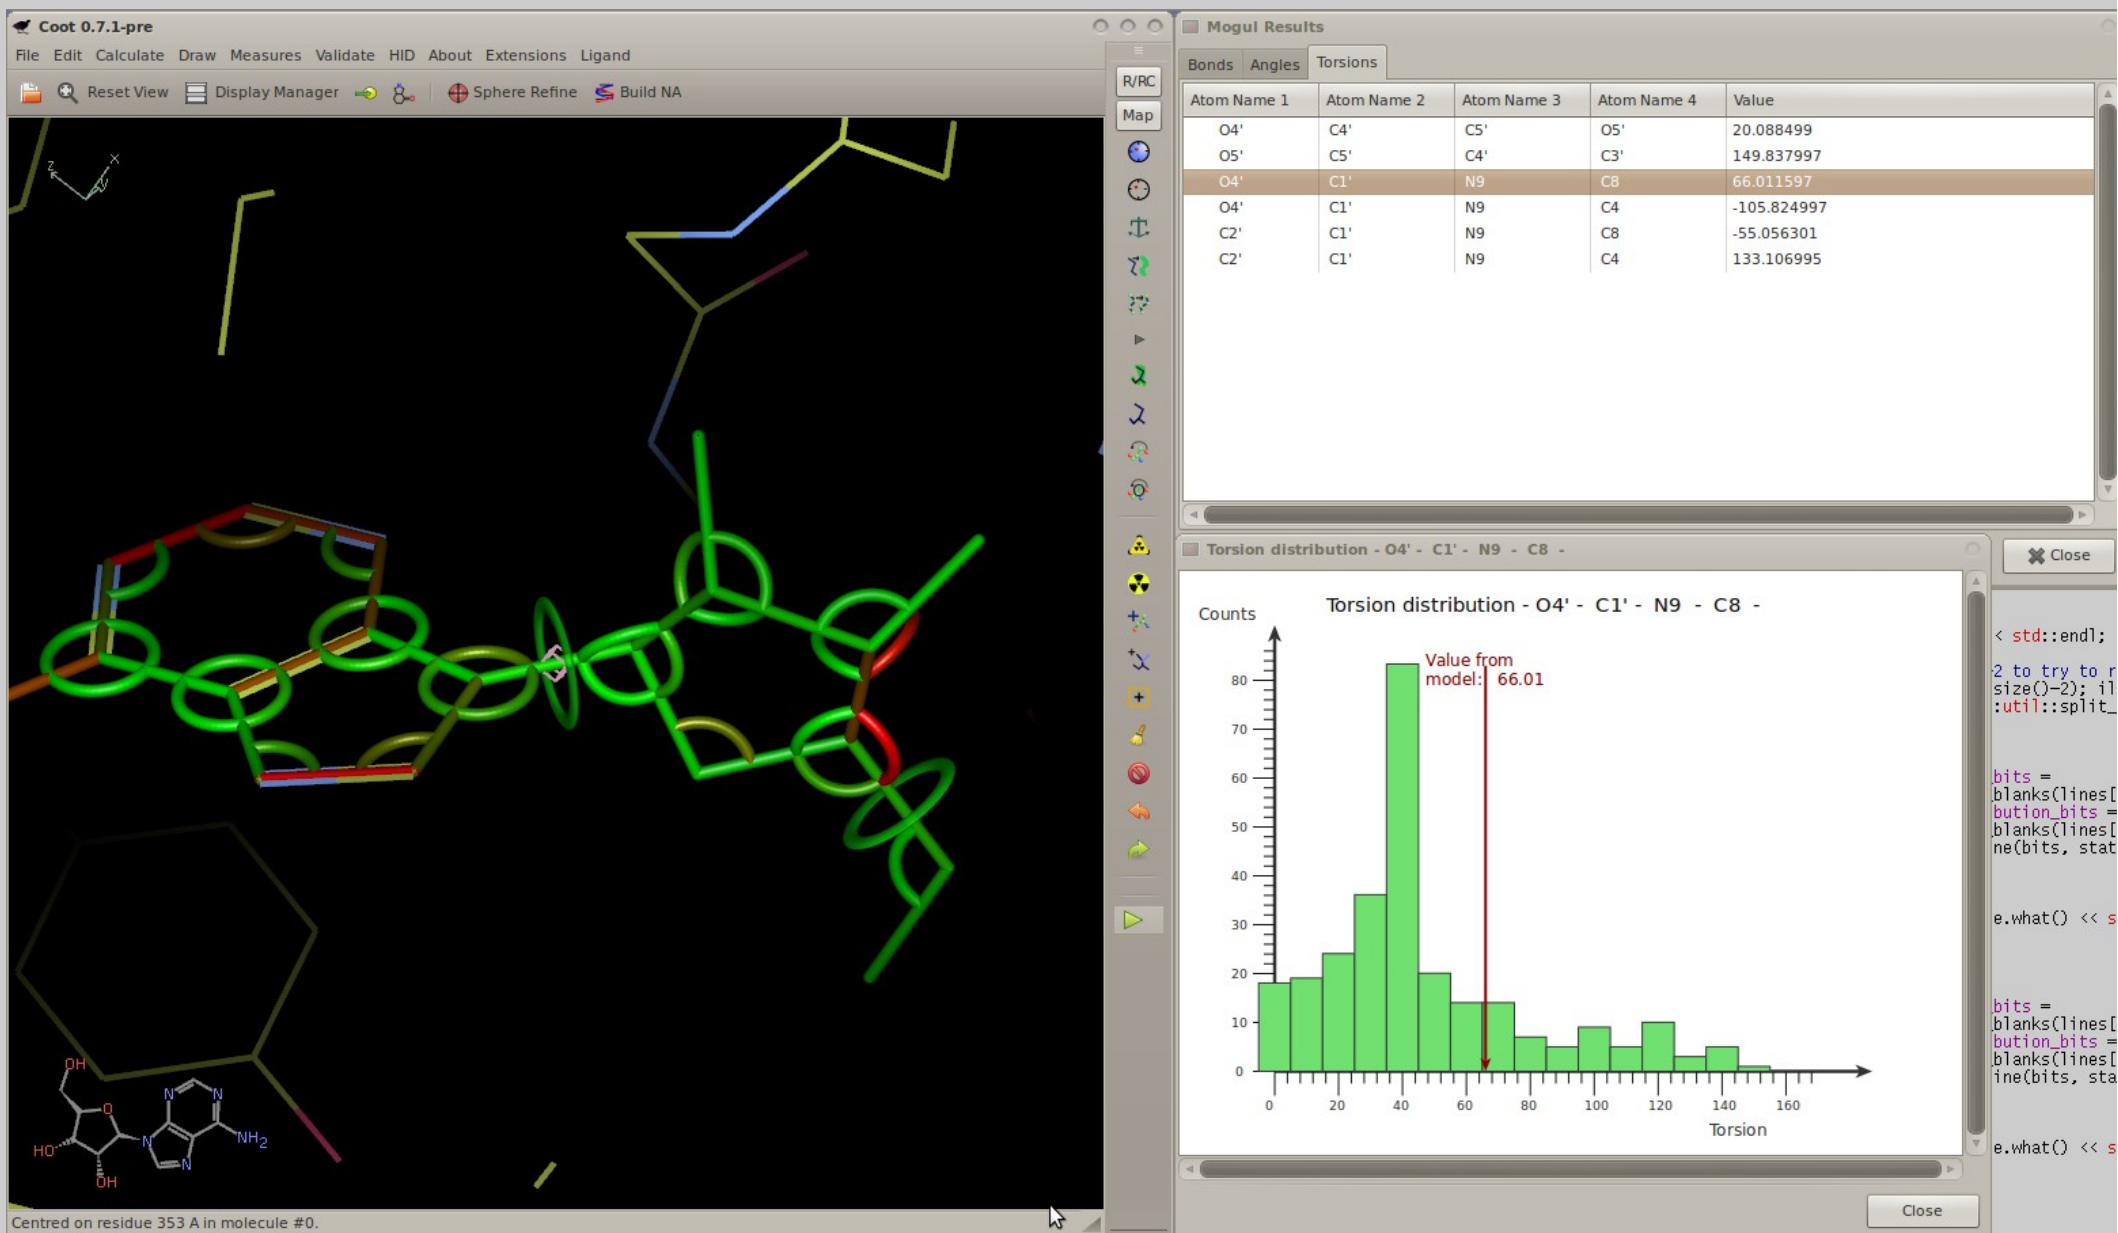 Coot 0.7.1-pre
File Edit Calculate Draw Measures Validate HID About Extensions Ligand
Reset View Display Manager Sphere Refine Build NA
R/RC
Map
z x
OH
N N
O
HO N NH2
N
OH
Centred on residue 353 A in molecule #0.
Mogul Results
Bonds Angles Torsions
Atom Name 1 Atom Name 2 Atom Name 3 Atom Name 4 Value
O4' C4' C5' O5' 20.088499
O5' C5' C4' C3' 149.837997
O4' C1' N9 C8 66.011597
O4' C1' N9 C4 -105.824997
C2' C1' N9 C8 -55.056301
C2' C1' N9 C4 133.106995
Torsion distribution - O4' - C1' - N9 - C8 -
Close
Torsion distribution - O4' - C1' - N9 - C8 -
Counts
Value from
model: 66.01
80
70
60
50
40
30
20
10
0
0 20 40 60 80 100 120 140 160
Torsion
Close
< std::endl;
-2 to try to r
size()-2); il
:util::split_
bits =
blanks(lines[
bution_bits =
blanks(lines[
ne(bits, stat
e.what() << s
bits =
blanks(lines[
bution_bits =
blanks(lines[
ine(bits, sta
e.what() << s